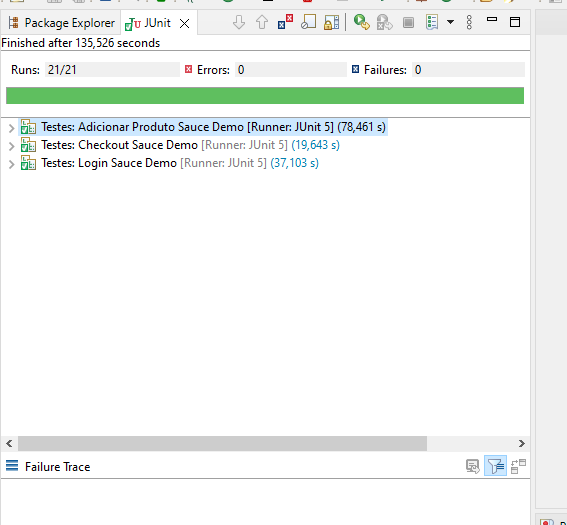 Package Explorer JUnit
Finished after 135,526 seconds
Runs: 21/21 Errors: 0 Failures: 0
Testes: Adicionar Produto Sauce Demo [Runner: JUnit 5] (78,461 s)
Testes: Checkout Sauce Demo [Runner: JUnit 5] (19,643 s)
Testes: Login Sauce Demo [Runner: JUnit 5] (37,103 s)
Failure Trace